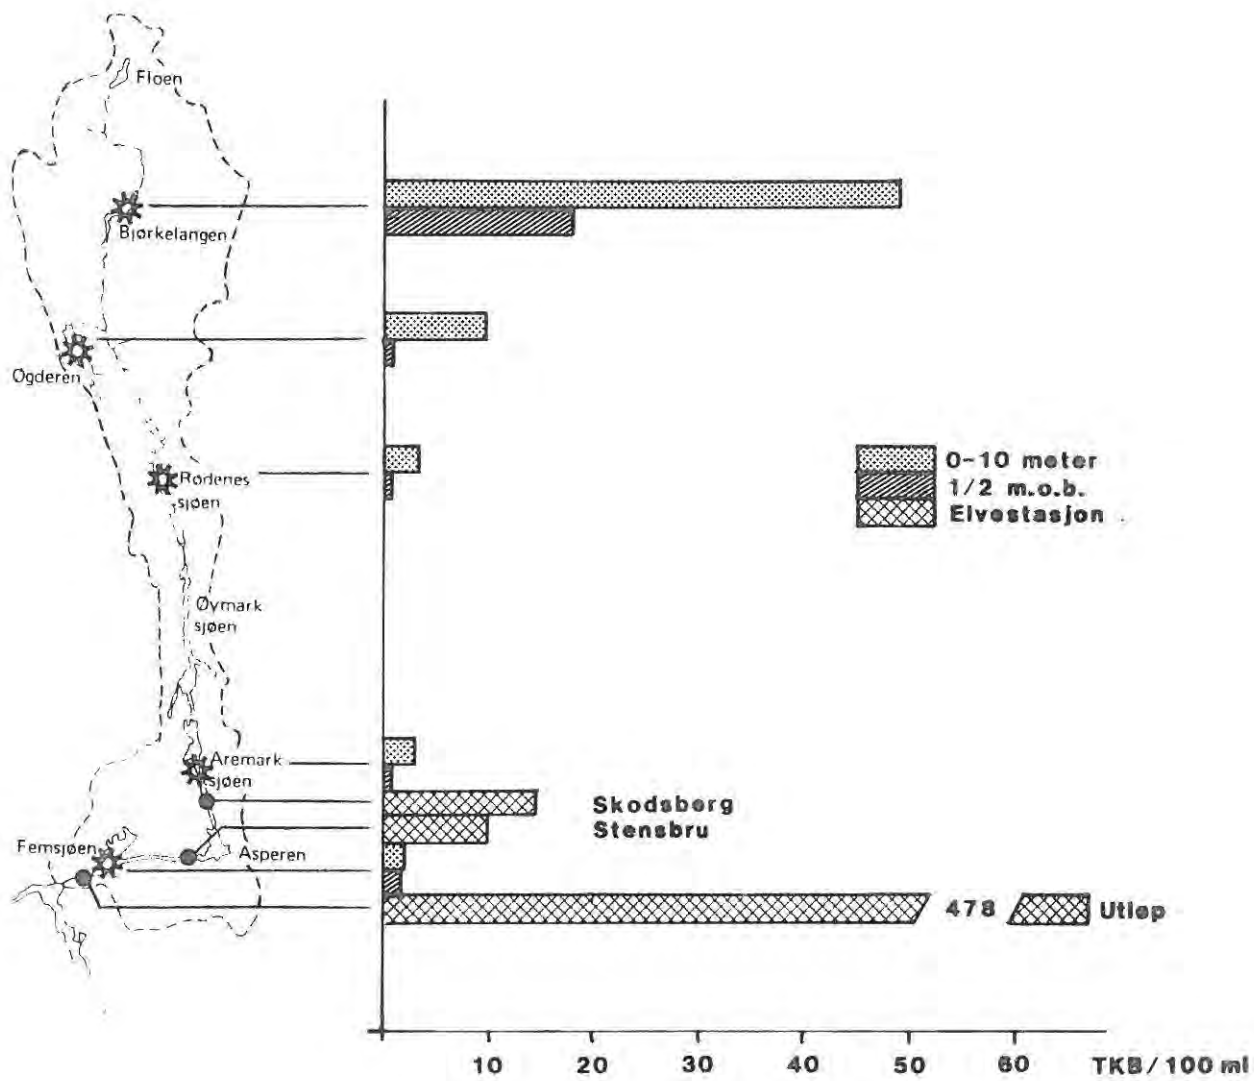 Floen
Bjørkelangen
Øgderen
Rødenes
sjøen
Øymark
sjøen
Aremark
sjøen
Femsjøen
Asperen
0-10 meter
1/2 m.o.b.
Elvestasjon
Skodsberg
Stensbru
478
Utløp
10
20
30
40
50
60
TKB/100 ml